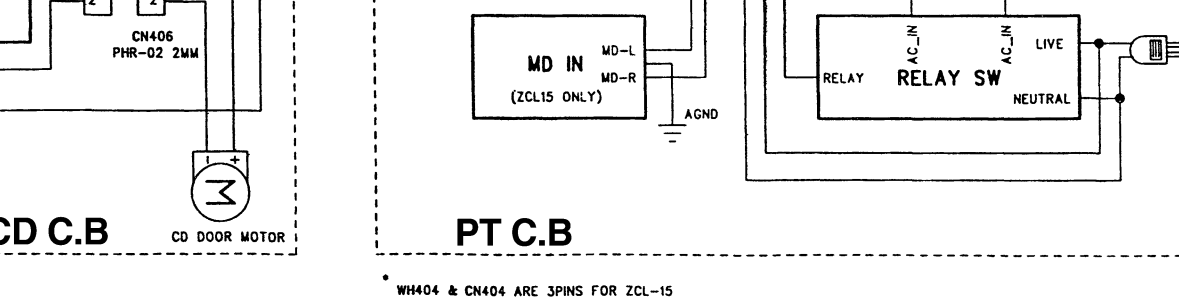 2 2
CN406
PHR-02 2MM
- +
M
CD DOOR MOTOR
CD C.B
MD IN
(ZCL15 ONLY)
MD-L
MD-R
AGND
RELAY
AC_IN
AC_IN
RELAY SW
LIVE
NEUTRAL
PT C.B
* WH404 & CN404 ARE 3PINS FOR ZCL-15